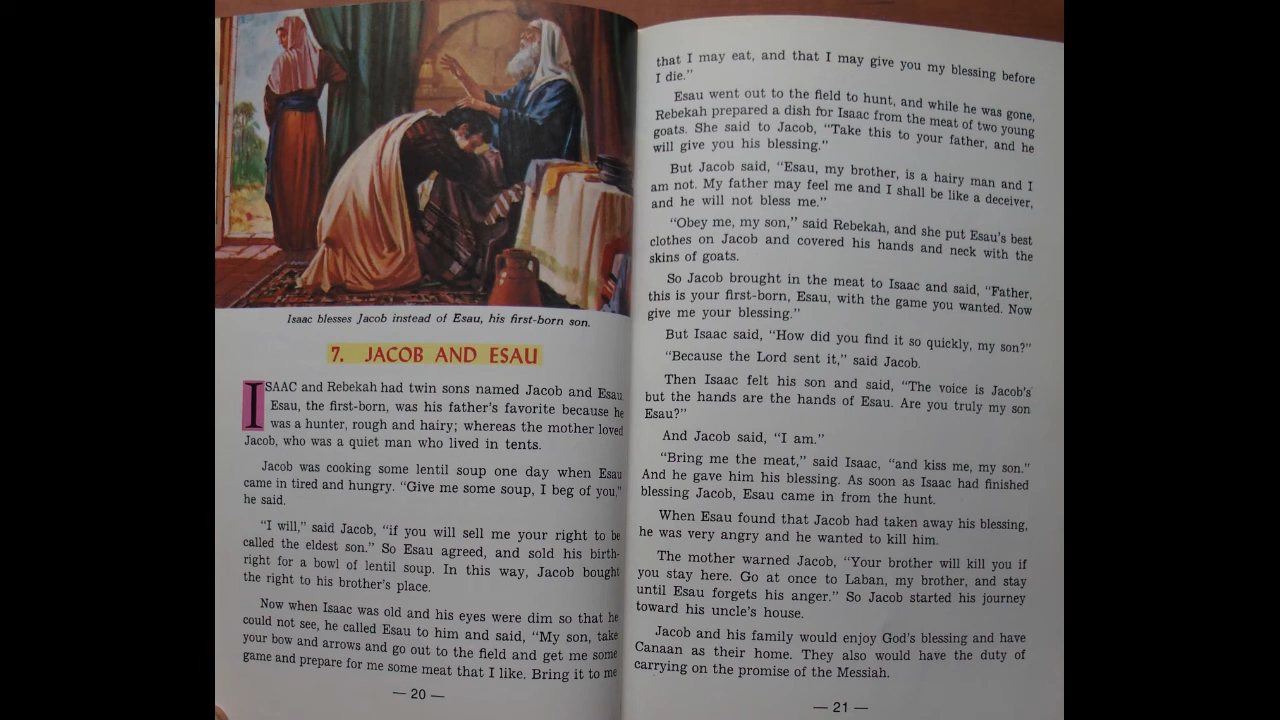 Isaac blesses Jacob instead of Esau, his first-born son.
7. JACOB AND ESAU
ISAAC and Rebekah had twin sons named Jacob and Esau.
Esau, the first-born, was his father's favorite because he
was a hunter, rough and hairy; whereas the mother loved
Jacob, who was a quiet man who lived in tents.
Jacob was cooking some lentil soup one day when Esau
came in tired and hungry. "Give me some soup, I beg of you,"
he said.
"I will," said Jacob, "if you will sell me your right to be
called the eldest son." So Esau agreed, and sold his birth-
right for a bowl of lentil soup. In this way, Jacob bought
the right to his brother's place.
Now when Isaac was old and his eyes were dim so that he
could not see, he called Esau to him and said, "My son, take
your bow and arrows and go out to the field and get me some
game and prepare for me some meat that I like. Bring it to me
— 20 —
that I may eat, and that I may give you my blessing before
I die."
Esau went out to the field to hunt, and while he was gone,
Rebekah prepared a dish for Isaac from the meat of two young
goats. She said to Jacob, "Take this to your father, and he
will give you his blessing."
But Jacob said, "Esau, my brother, is a hairy man and I
am not. My father may feel me and I shall be like a deceiver,
and he will not bless me."
"Obey me, my son," said Rebekah, and she put Esau's best
clothes on Jacob and covered his hands and neck with the
skins of goats.
So Jacob brought in the meat to Isaac and said, "Father,
this is your first-born, Esau, with the game you wanted. Now
give me your blessing."
But Isaac said, "How did you find it so quickly, my son?"
"Because the Lord sent it," said Jacob.
Then Isaac felt his son and said, "The voice is Jacob's
but the hands are the hands of Esau. Are you truly my son
Esau?"
And Jacob said, "I am."
"Bring me the meat," said Isaac, "and kiss me, my son."
And he gave him his blessing. As soon as Isaac had finished
blessing Jacob, Esau came in from the hunt.
When Esau found that Jacob had taken away his blessing,
he was very angry and he wanted to kill him.
The mother warned Jacob, "Your brother will kill you if
you stay here. Go at once to Laban, my brother, and stay
until Esau forgets his anger." So Jacob started his journey
toward his uncle's house.
Jacob and his family would enjoy God's blessing and have
Canaan as their home. They also would have the duty of
carrying on the promise of the Messiah.
— 21 —